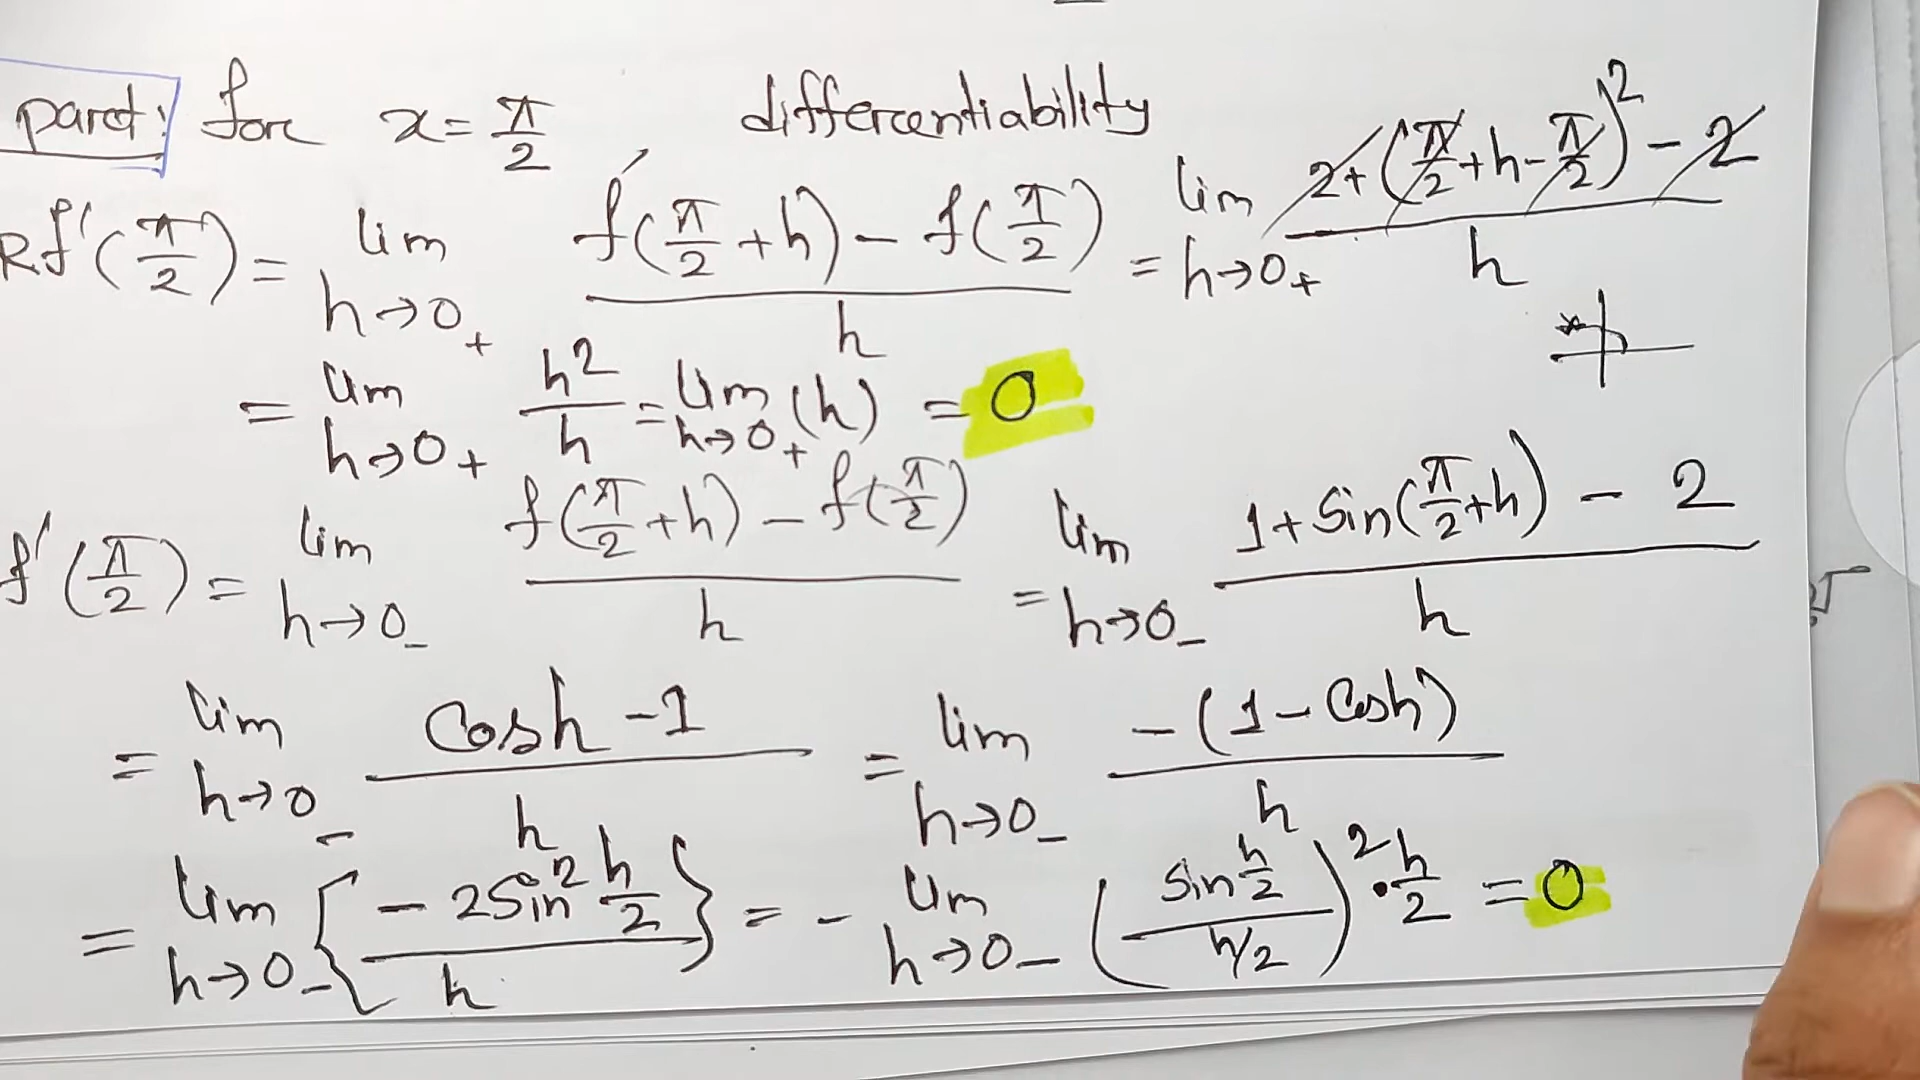 part: for x = π/2, differentiability
Rf'(π/2) = lim h→0+ (f(π/2 + h) - f(π/2)) / h = lim h→0+ (2 + (π/2 + h - π/2)² - 2) / h
= lim h→0+ h²/h = lim h→0+ (h) = 0
f'(π/2) = lim h→0- (f(π/2 + h) - f(π/2)) / h = lim h→0- (1 + Sin(π/2 + h) - 2) / h
= lim h→0- (Cosh - 1) / h = lim h→0- -(1 - Cosh) / h
= lim h→0- { - 2Sin² h/2 / h } = - lim h→0- (Sin h/2 / h/2)² · h/2 = 0